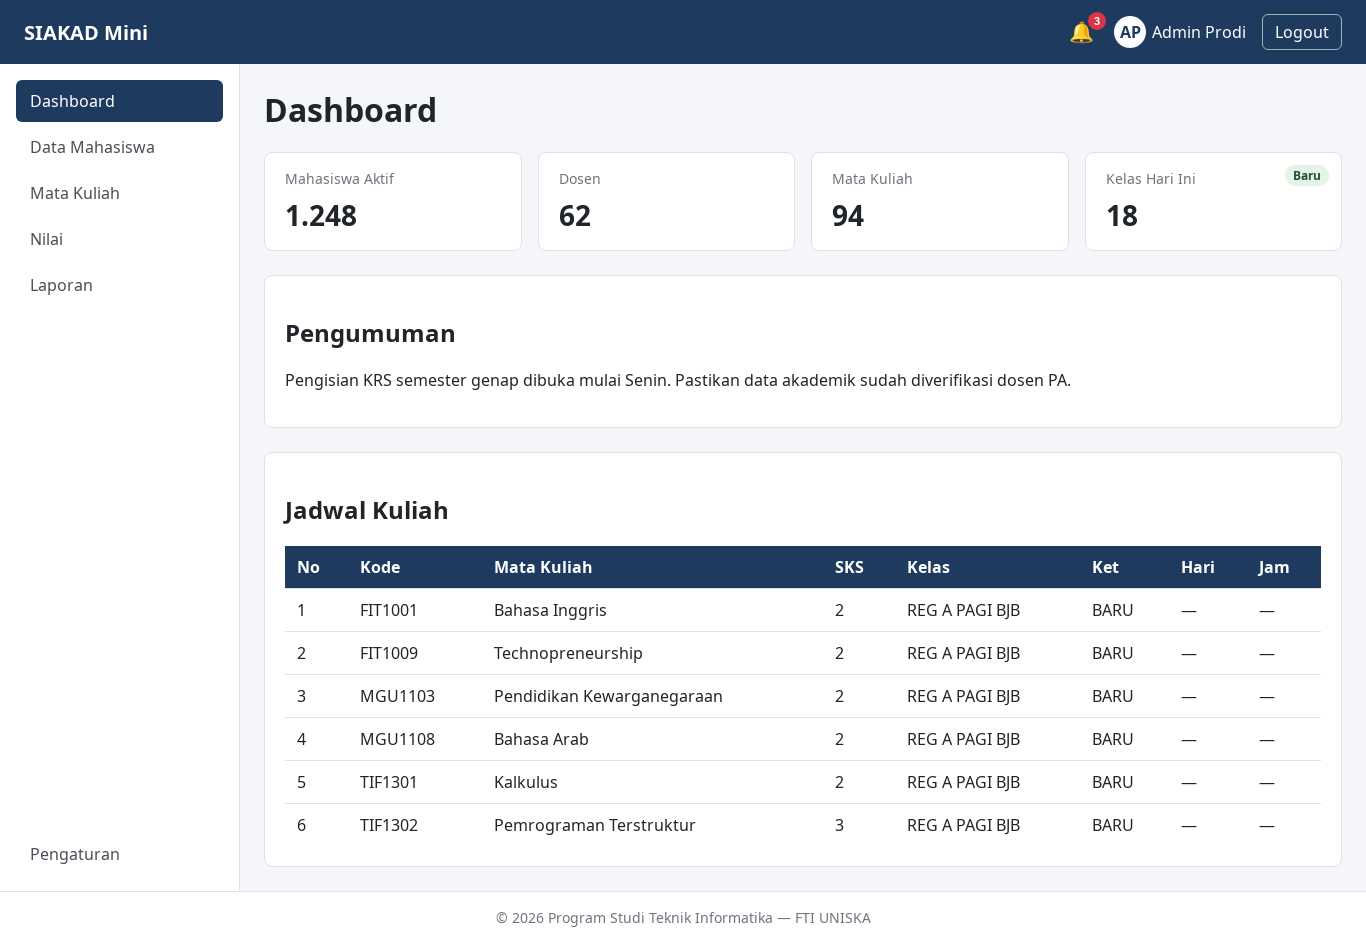 SIAKAD Mini
3
AP Admin Prodi
Logout
Dashboard
Data Mahasiswa
Mata Kuliah
Nilai
Laporan
Pengaturan
Dashboard
Mahasiswa Aktif
1.248
Dosen
62
Mata Kuliah
94
Kelas Hari Ini
Baru
18
Pengumuman
Pengisian KRS semester genap dibuka mulai Senin. Pastikan data akademik sudah diverifikasi dosen PA.
Jadwal Kuliah
No Kode Mata Kuliah SKS Kelas Ket Hari Jam
1 FIT1001 Bahasa Inggris 2 REG A PAGI BJB BARU — —
2 FIT1009 Technopreneurship 2 REG A PAGI BJB BARU — —
3 MGU1103 Pendidikan Kewarganegaraan 2 REG A PAGI BJB BARU — —
4 MGU1108 Bahasa Arab 2 REG A PAGI BJB BARU — —
5 TIF1301 Kalkulus 2 REG A PAGI BJB BARU — —
6 TIF1302 Pemrograman Terstruktur 3 REG A PAGI BJB BARU — —
© 2026 Program Studi Teknik Informatika — FTI UNISKA